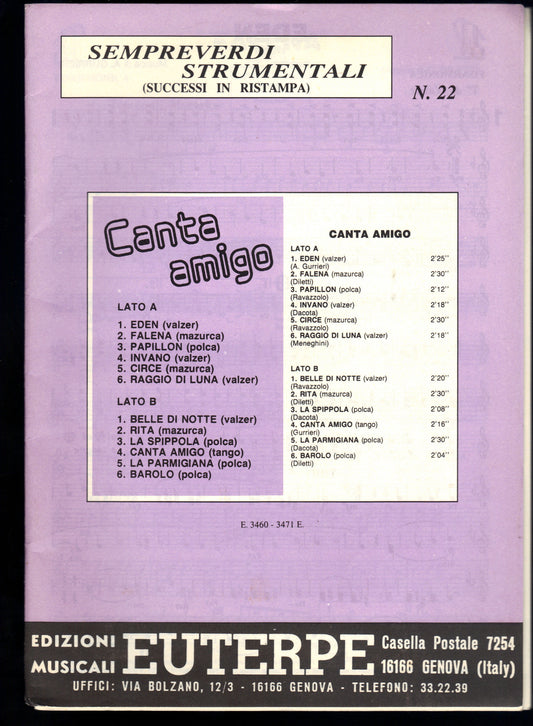 SEMPREVERDI
STRUMENTALI
(SUCCESSI IN RISTAMPA)
N. 22
Canta
amigo
LATO A
1. EDEN (valzer)
2. FALENA (mazurca)
3. PAPILLON (polca)
4. INVANO (valzer)
5. CIRCE (mazurca)
6. RAGGIO DI LUNA (valzer)
LATO B
1. BELLE DI NOTTE (valzer)
2. RITA (mazurca)
3. LA SPIPPOLA (polca)
4. CANTA AMIGO (tango)
5. LA PARMIGIANA (polca)
6. BAROLO (polca)
CANTA AMIGO
LATO A
1. EDEN (valzer) 2'25''
(A. Gurrieri)
2. FALENA (mazurca) 2'30''
(Diletti)
3. PAPILLON (polca) 2'12''
(Ravazzolo)
4. INVANO (valzer) 2'18''
(Dacota)
5. CIRCE (mazurca) 2'30''
(Ravazzolo)
6. RAGGIO DI LUNA (valzer) 2'18''
(Meneghini)
LATO B
1. BELLE DI NOTTE (valzer) 2'20''
(Ravazzolo)
2. RITA (mazurca) 2'30''
(Diletti)
3. LA SPIPPOLA (polca) 2'08''
(Dacota)
4. CANTA AMIGO (tango) 2'16''
(Gurrieri)
5. LA PARMIGIANA (polca) 2'30''
(Dacota)
6. BAROLO (polca) 2'04''
(Diletti)
E. 3460 - 3471 E.
EDIZIONI
MUSICALI
EUTERPE
Casella Postale 7254
16166 GENOVA (Italy)
UFFICI: VIA BOLZANO, 12/3 - 16166 GENOVA - TELEFONO: 33.22.39